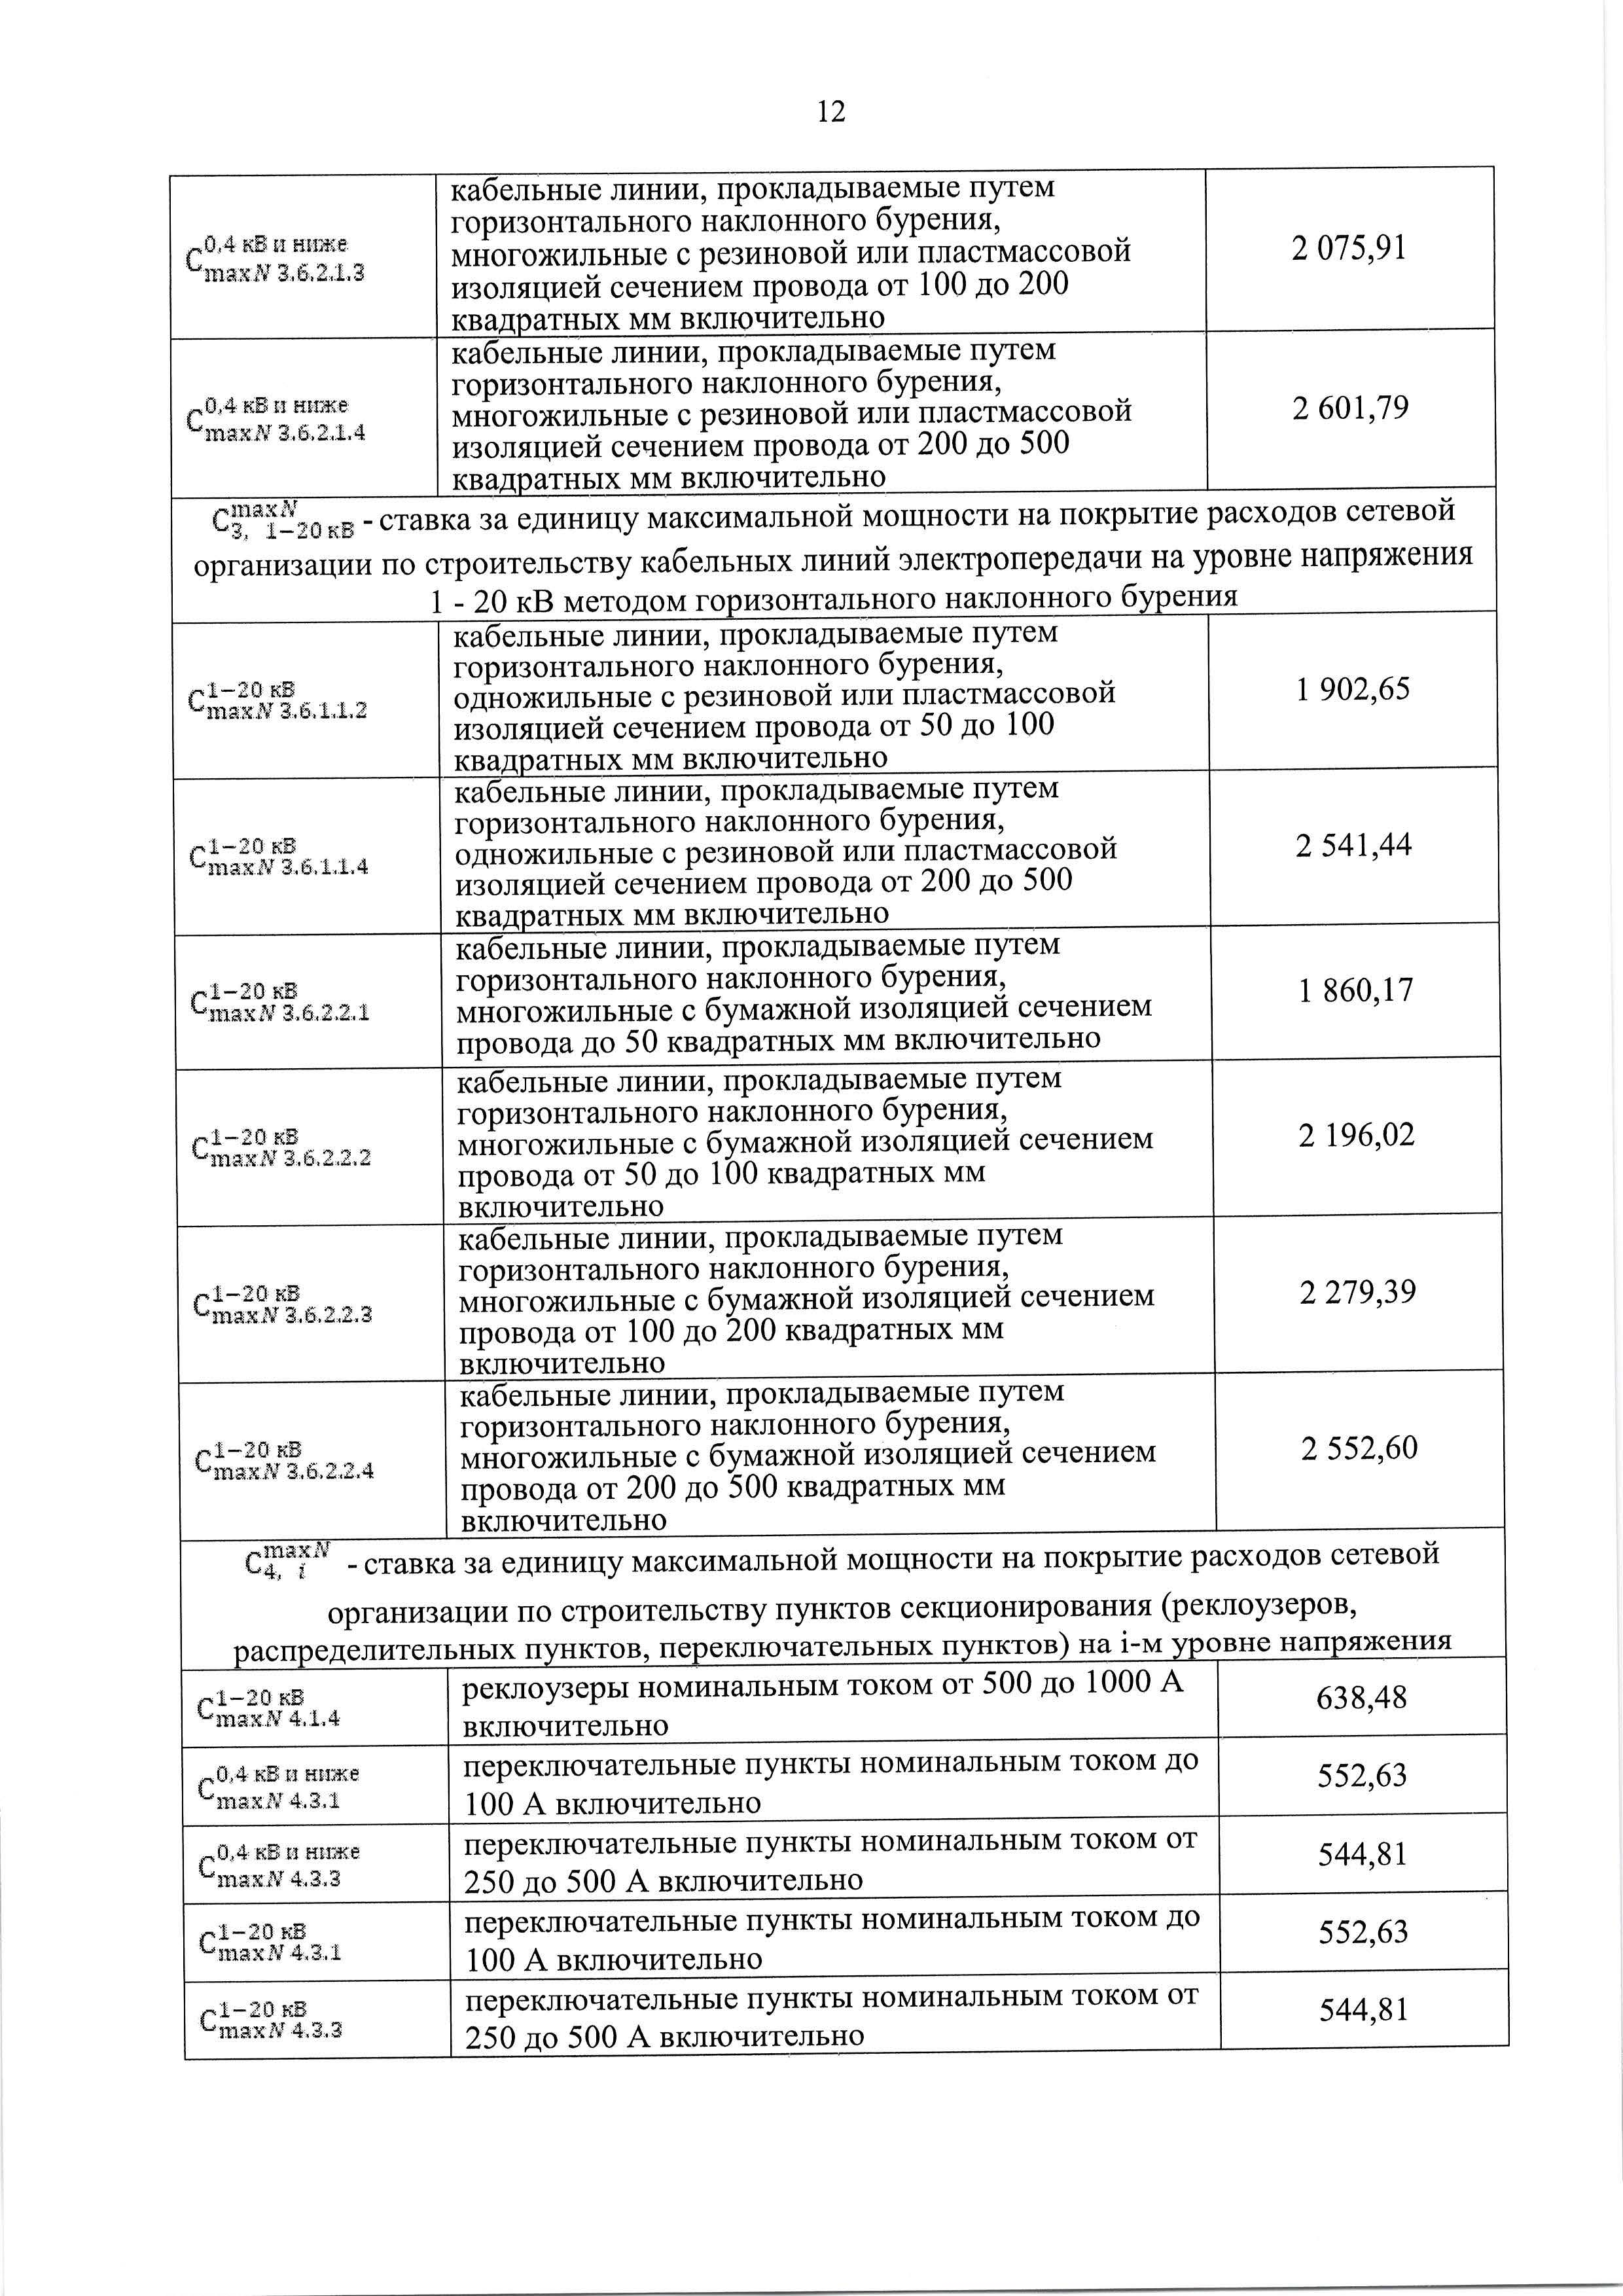 12
кабельные линии, прокладываемые путем
горизонтального наклонного бурения,
C 0,4 кВ и ниже maxN 3.6.2.1.3 многожильные с резиновой или пластмассовой 2 075,91
изоляцией сечением провода от 100 до 200
квадратных мм включительно
кабельные линии, прокладываемые путем
горизонтального наклонного бурения,
C 0,4 кВ и ниже maxN 3.6.2.1.4 многожильные с резиновой или пластмассовой 2 601,79
изоляцией сечением провода от 200 до 500
квадратных мм включительно
C maxN 3, 1–20 кВ - ставка за единицу максимальной мощности на покрытие расходов сетевой
организации по строительству кабельных линий электропередачи на уровне напряжения
1 - 20 кВ методом горизонтального наклонного бурения
кабельные линии, прокладываемые путем
горизонтального наклонного бурения,
C 1–20 кВ maxN 3.6.1.1.2 одножильные с резиновой или пластмассовой 1 902,65
изоляцией сечением провода от 50 до 100
квадратных мм включительно
кабельные линии, прокладываемые путем
горизонтального наклонного бурения,
C 1–20 кВ maxN 3.6.1.1.4 одножильные с резиновой или пластмассовой 2 541,44
изоляцией сечением провода от 200 до 500
квадратных мм включительно
кабельные линии, прокладываемые путем
горизонтального наклонного бурения,
C 1–20 кВ maxN 3.6.2.2.1 многожильные с бумажной изоляцией сечением 1 860,17
провода до 50 квадратных мм включительно
кабельные линии, прокладываемые путем
горизонтального наклонного бурения,
C 1–20 кВ maxN 3.6.2.2.2 многожильные с бумажной изоляцией сечением 2 196,02
провода от 50 до 100 квадратных мм
включительно
кабельные линии, прокладываемые путем
горизонтального наклонного бурения,
C 1–20 кВ maxN 3.6.2.2.3 многожильные с бумажной изоляцией сечением 2 279,39
провода от 100 до 200 квадратных мм
включительно
кабельные линии, прокладываемые путем
горизонтального наклонного бурения,
C 1–20 кВ maxN 3.6.2.2.4 многожильные с бумажной изоляцией сечением 2 552,60
провода от 200 до 500 квадратных мм
включительно
C maxN 4, i - ставка за единицу максимальной мощности на покрытие расходов сетевой
организации по строительству пунктов секционирования (реклоузеров,
распределительных пунктов, переключательных пунктов) на i-м уровне напряжения
C 1–20 кВ maxN 4.1.4 реклоузеры номинальным током от 500 до 1000 А 638,48
включительно
C 0,4 кВ и ниже maxN 4.3.1 переключательные пункты номинальным током до 552,63
100 А включительно
C 0,4 кВ и ниже maxN 4.3.3 переключательные пункты номинальным током от 544,81
250 до 500 А включительно
C 1–20 кВ maxN 4.3.1 переключательные пункты номинальным током до 552,63
100 А включительно
C 1–20 кВ maxN 4.3.3 переключательные пункты номинальным током от 544,81
250 до 500 А включительно